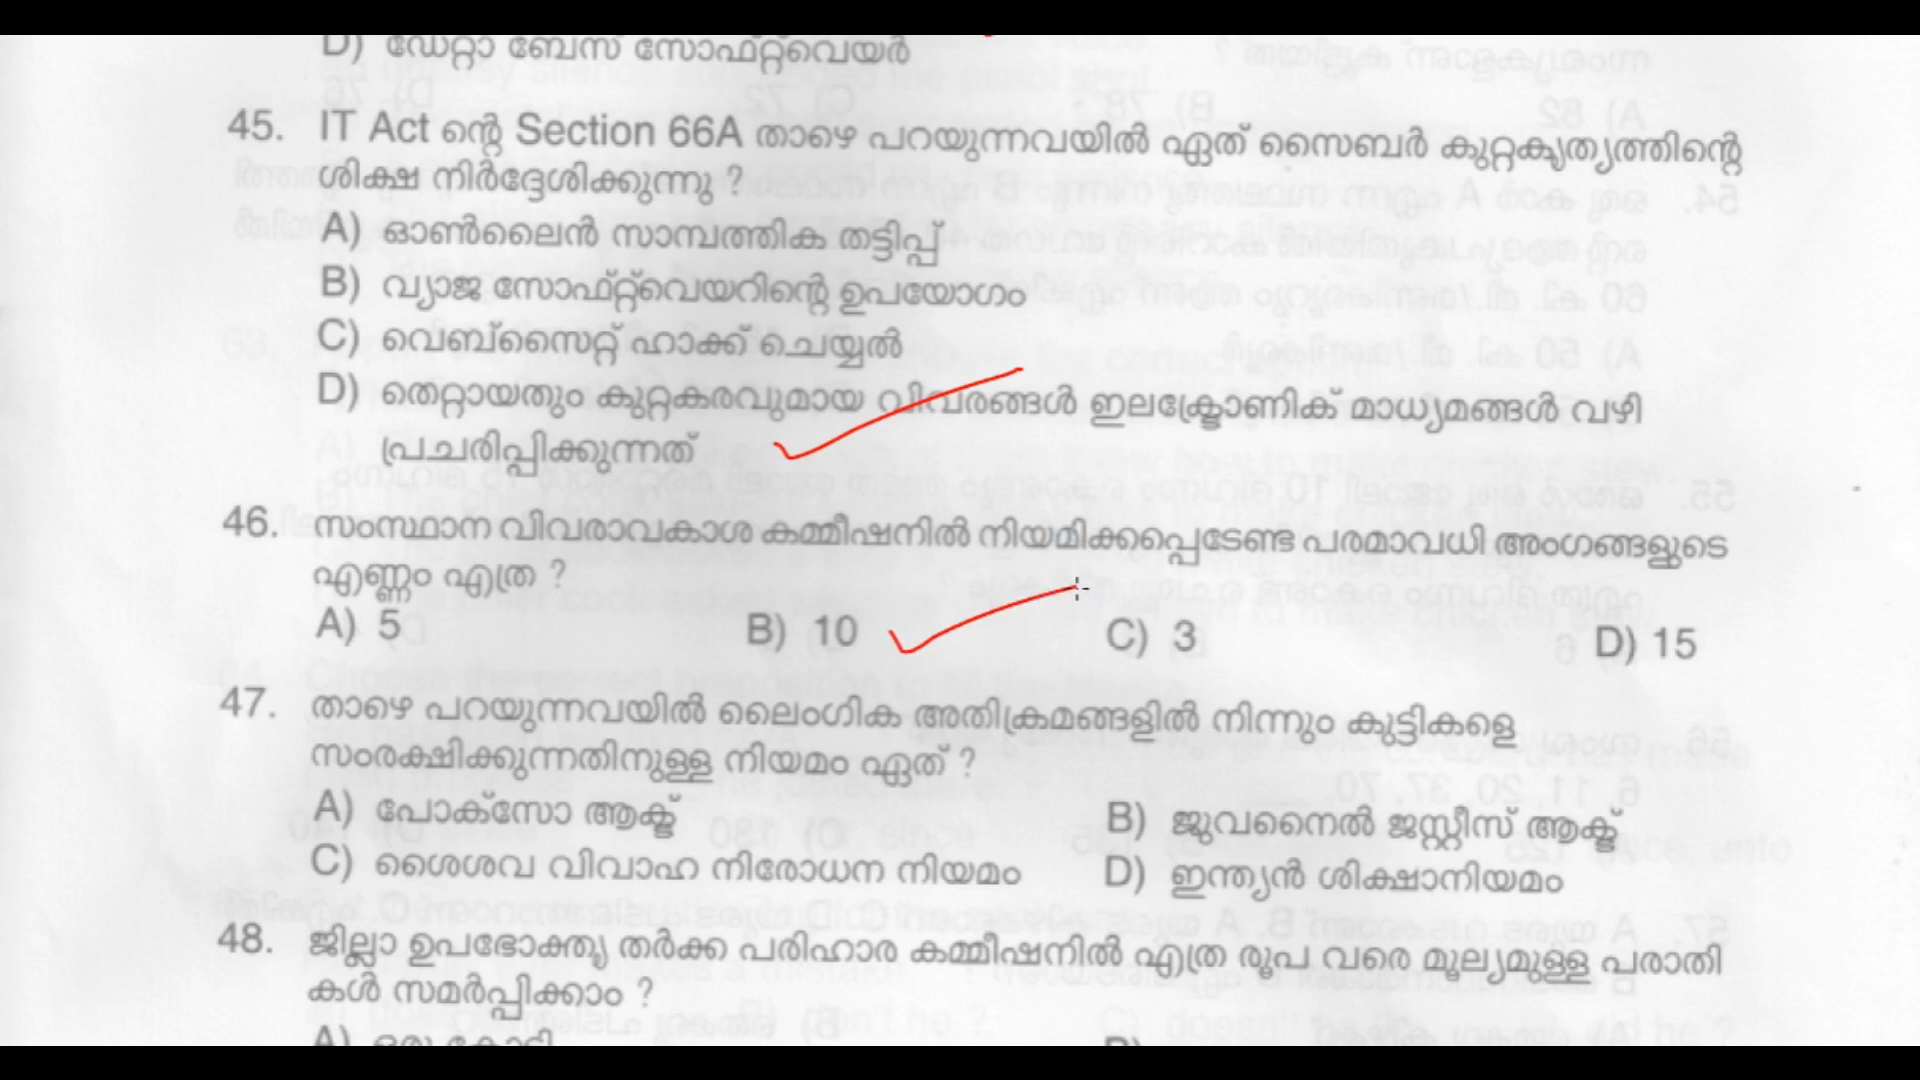 D) ഡേറ്റാ ബേസ് സോഫ്റ്റ്‌വെയർ
45. IT Act ന്റെ Section 66A താഴെ പറയുന്നവയിൽ ഏത് സൈബർ കുറ്റകൃത്യത്തിന്റെ
ശിക്ഷ നിർദ്ദേശിക്കുന്നു ?
A) ഓൺലൈൻ സാമ്പത്തിക തട്ടിപ്പ്
B) വ്യാജ സോഫ്റ്റ്‌വെയറിന്റെ ഉപയോഗം
C) വെബ്സൈറ്റ് ഹാക്ക് ചെയ്യൽ
D) തെറ്റായതും കുറ്റകരവുമായ വിവരങ്ങൾ ഇലക്ട്രോണിക് മാധ്യമങ്ങൾ വഴി
പ്രചരിപ്പിക്കുന്നത്
46. സംസ്ഥാന വിവരാവകാശ കമ്മീഷനിൽ നിയമിക്കപ്പെടേണ്ട പരമാവധി അംഗങ്ങളുടെ
എണ്ണം എത്ര ?
A) 5 B) 10 C) 3 D) 15
47. താഴെ പറയുന്നവയിൽ ലൈംഗിക അതിക്രമങ്ങളിൽ നിന്നും കുട്ടികളെ
സംരക്ഷിക്കുന്നതിനുള്ള നിയമം ഏത് ?
A) പോക്സോ ആക്ട് B) ജുവനൈൽ ജസ്റ്റീസ് ആക്ട്
C) ശൈശവ വിവാഹ നിരോധന നിയമം D) ഇന്ത്യൻ ശിക്ഷാനിയമം
48. ജില്ലാ ഉപഭോക്തൃ തർക്ക പരിഹാര കമ്മീഷനിൽ എത്ര രൂപ വരെ മൂല്യമുള്ള പരാതി
കൾ സമർപ്പിക്കാം ?
A) ഒരു കോടി